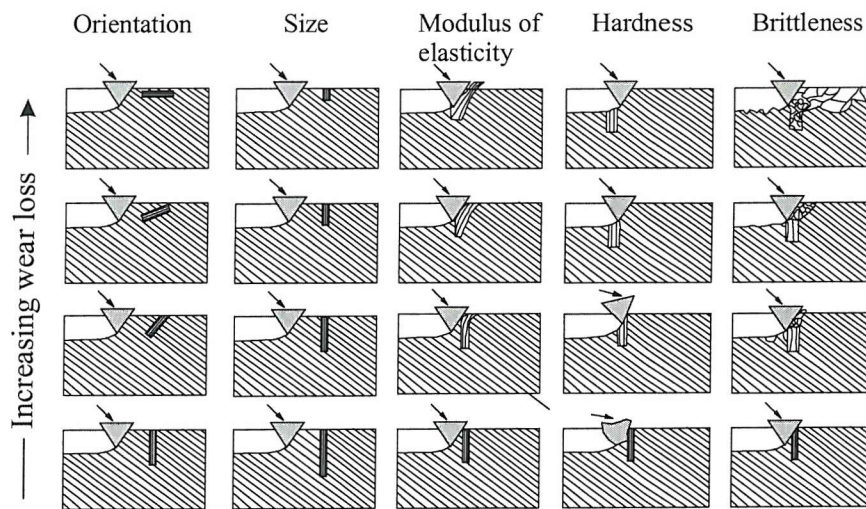 Orientation
Size
Modulus of
elasticity
Hardness
Brittleness
Increasing wear loss